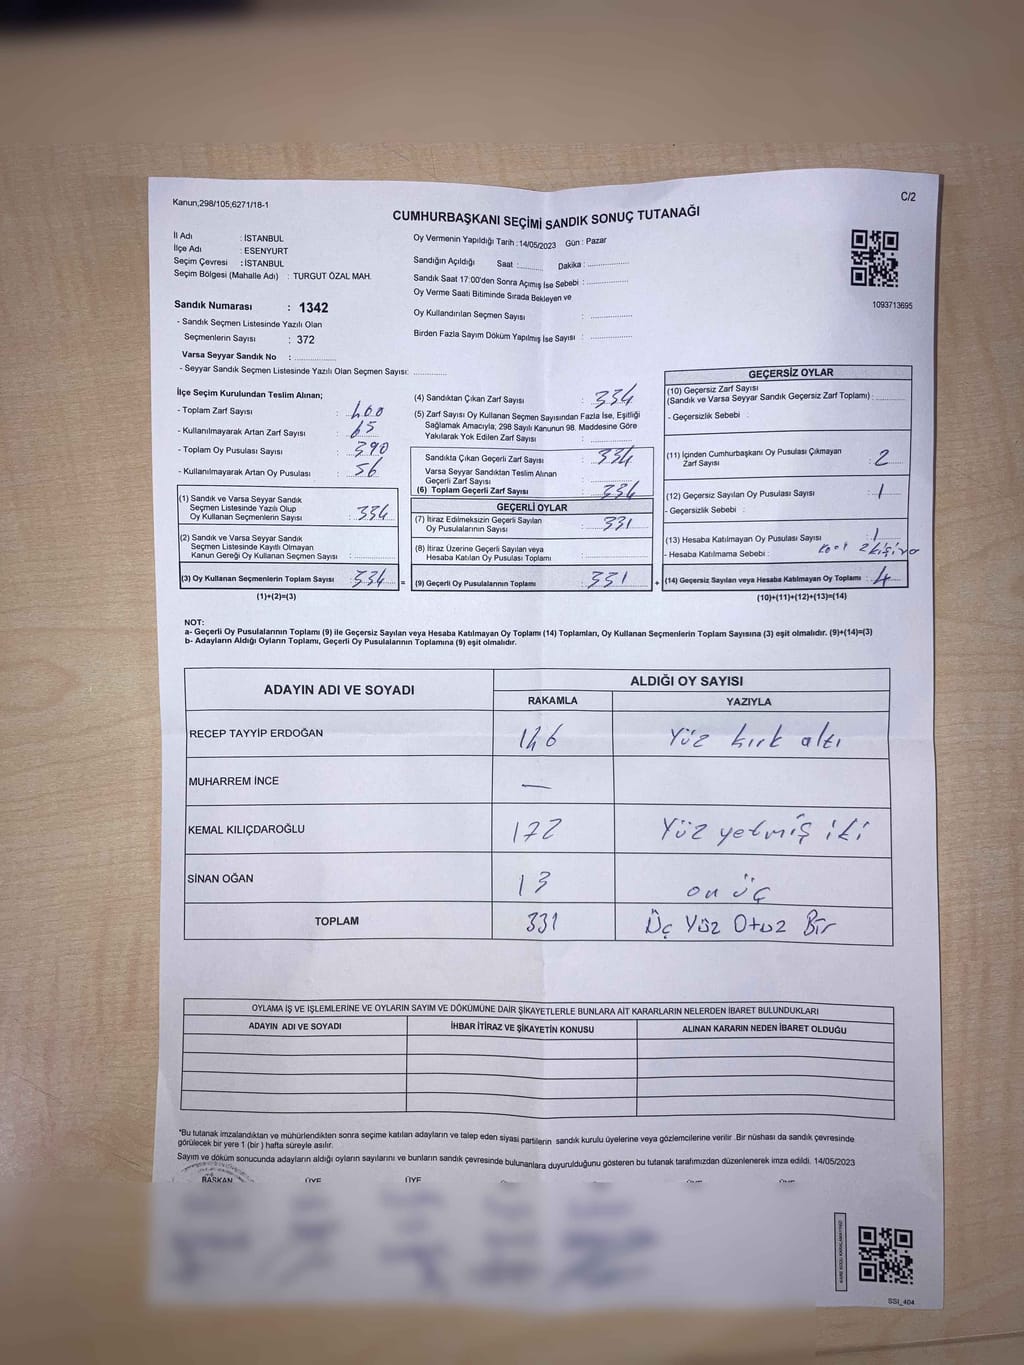 Kanun,298/105,6271/18-1
C/2
CUMHURBAŞKANI SEÇİMİ SANDIK SONUÇ TUTANAĞI
İl Adı : İSTANBUL
İlçe Adı : ESENYURT
Seçim Çevresi : İSTANBUL
Seçim Bölgesi (Mahalle Adı) : TURGUT ÖZAL MAH.
Sandık Numarası : 1342
- Sandık Seçmen Listesinde Yazılı Olan
Seçmenlerin Sayısı : 372
Varsa Seyyar Sandık No : ..............
- Seyyar Sandık Seçmen Listesinde Yazılı Olan Seçmen Sayısı: ............
Oy Vermenin Yapıldığı Tarih :14/05/2023 Gün : Pazar
Sandığın Açıldığı Saat :......... Dakika :..............
Sandık Saat 17:00'den Sonra Açımış İse Sebebi : ..............
Oy Verme Saati Bitiminde Sırada Bekleyen ve
Oy Kullandırılan Seçmen Sayısı : ..............
Birden Fazla Sayım Döküm Yapılmış İse Sayısı : ..............
1093713695
İlçe Seçim Kurulundan Teslim Alınan;
- Toplam Zarf Sayısı : 400
- Kullanılmayarak Artan Zarf Sayısı : 65
- Toplam Oy Pusulası Sayısı : 390
- Kullanılmayarak Artan Oy Pusulası : 56
(1) Sandık ve Varsa Seyyar Sandık
Seçmen Listesinde Yazılı Olup
Oy Kullanan Seçmenlerin Sayısı : 334
(2) Sandık ve Varsa Seyyar Sandık
Seçmen Listesinde Kayıtlı Olmayan
Kanun Gereği Oy Kullanan Seçmen Sayısı : ..........
(3) Oy Kullanan Seçmenlerin Toplam Sayısı : 334 =
(1)+(2)=(3)
(4) Sandıktan Çıkan Zarf Sayısı : 334
(5) Zarf Sayısı Oy Kullanan Seçmen Sayısından Fazla İse, Eşitliği
Sağlamak Amacıyla; 298 Sayılı Kanunun 98. Maddesine Göre
Yakılarak Yok Edilen Zarf Sayısı : ..............
Sandıkta Çıkan Geçerli Zarf Sayısı : 334
Varsa Seyyar Sandıktan Teslim Alınan
Geçerli Zarf Sayısı : ..............
(6) Toplam Geçerli Zarf Sayısı : 334
GEÇERLİ OYLAR
(7) İtiraz Edilmeksizin Geçerli Sayılan
Oy Pusulalarının Sayısı : 331
(8) İtiraz Üzerine Geçerli Sayılan veya
Hesaba Katılan Oy Pusulası Toplamı : ..............
(9) Geçerli Oy Pusulalarının Toplamı : 331 +
GEÇERSİZ OYLAR
(10) Geçersiz Zarf Sayısı
(Sandık ve Varsa Seyyar Sandık Geçersiz Zarf Toplamı) : ..........
- Geçersizlik Sebebi :
(11) İçinden Cumhurbaşkanı Oy Pusulası Çıkmayan
Zarf Sayısı : 2
(12) Geçersiz Sayılan Oy Pusulası Sayısı : 1
- Geçersizlik Sebebi :
(13) Hesaba Katılmayan Oy Pusulası Sayısı : 1
- Hesaba Katılmama Sebebi :
(14) Geçersiz Sayılan veya Hesaba Katılmayan Oy Toplamı : 4
(10)+(11)+(12)+(13)=(14)
NOT:
a- Geçerli Oy Pusulalarının Toplamı (9) ile Geçersiz Sayılan veya Hesaba Katılmayan Oy Toplamı (14) Toplamları, Oy Kullanan Seçmenlerin Toplam Sayısına (3) eşit olmalıdır. (9)+(14)=(3)
b- Adayların Aldığı Oyların Toplamı, Geçerli Oy Pusulalarının Toplamına (9) eşit olmalıdır.
ADAYIN ADI VE SOYADI ALDIĞI OY SAYISI
RAKAMLA YAZIYLA
RECEP TAYYİP ERDOĞAN 146 Yüz kırk altı
MUHARREM İNCE —
KEMAL KILIÇDAROĞLU 172 Yüz yetmiş iki
SİNAN OĞAN 13 on üç
TOPLAM 331 Üç Yüz Otuz Bir
OYLAMA İŞ VE İŞLEMLERİNE VE OYLARIN SAYIM VE DÖKÜMÜNE DAİR ŞİKAYETLERLE BUNLARA AİT KARARLARIN NELERDEN İBARET BULUNDUKLARI
ADAYIN ADI VE SOYADI İHBAR İTİRAZ VE ŞİKAYETİN KONUSU ALINAN KARARIN NEDEN İBARET OLDUĞU
*Bu tutanak imzalandıktan ve mühürlendikten sonra seçime katılan adayların ve talep eden siyasi partilerin sandık kurulu üyelerine veya gözlemcilerine verilir .Bir nüshası da sandık çevresinde
görülecek bir yere 1 (bir ) hafta süreyle asılır.
Sayım ve döküm sonucunda adayların aldığı oyların sayılarını ve bunların sandık çevresinde bulunanlara duyurulduğunu gösteren bu tutanak tarafımızdan düzenlenerek imza edildi. 14/05/2023
BAŞKAN ÜYE ÜYE
SSI_404